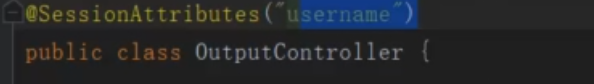 @SessionAttributes("username")
public class OutputController {